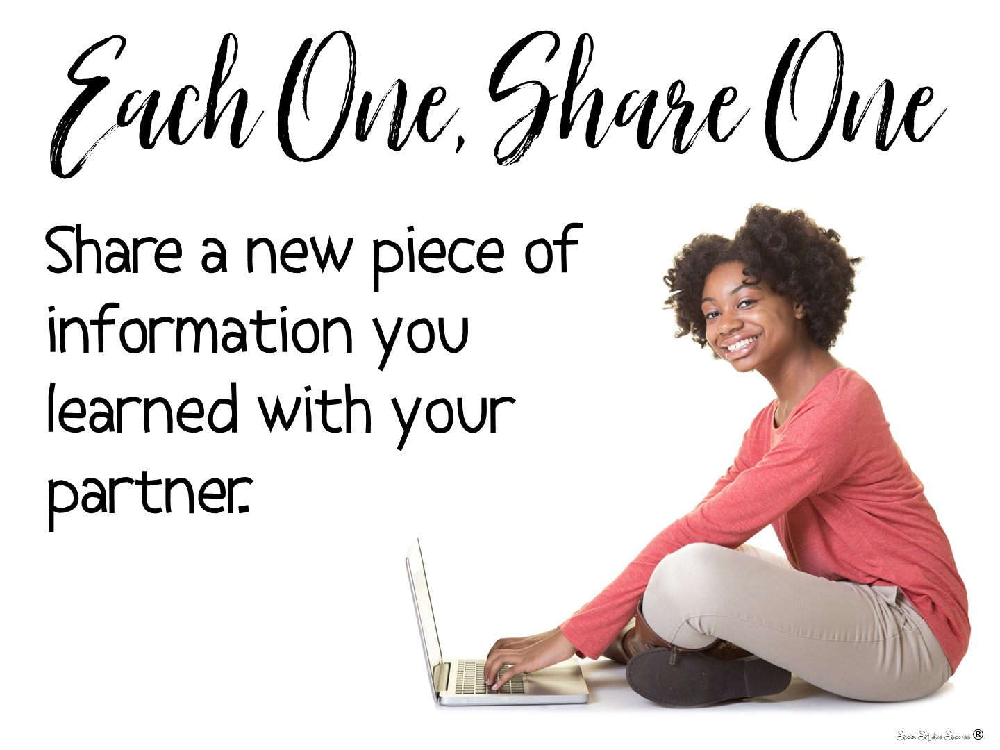 Each One, Share One
Share a new piece of
information you
learned with your
partner.
Social Studies Success ®.